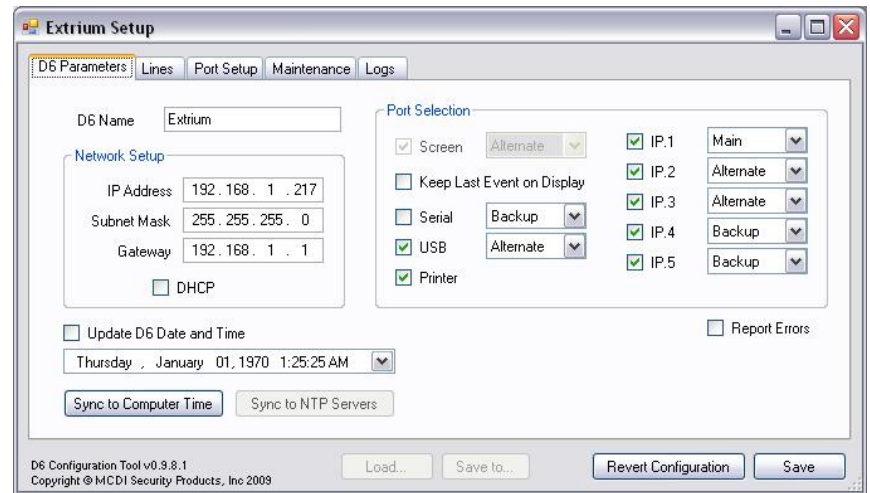 Extrium Setup
D6 Parameters
Lines
Port Setup
Maintenance
Logs
D6 Name
Extrium
Network Setup
IP Address
192.168. 1 .217
Subnet Mask
255.255.255. 0
Gateway
192.168. 1 . 1
DHCP
Update D6 Date and Time
Thursday , January 01, 1970 1:25:25 AM
Sync to Computer Time
Sync to NTP Servers
Port Selection
Screen
Alternate
Keep Last Event on Display
Serial
Backup
USB
Alternate
Printer
IP.1
Main
IP.2
Alternate
IP.3
Alternate
IP.4
Backup
IP.5
Backup
Report Errors
D6 Configuration Tool v0.9.8.1
Copyright © MCDI Security Products, Inc 2009
Load...
Save to...
Revert Configuration
Save